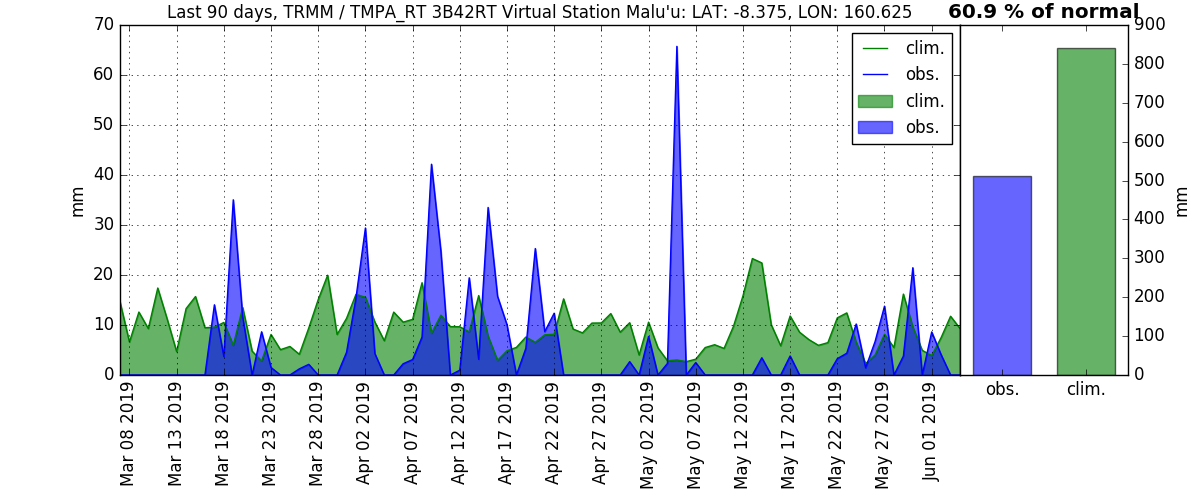 Last 90 days, TRMM / TMPA_RT 3B42RT Virtual Station Malu'u: LAT: -8.375, LON: 160.625
60.9 % of normal
70
60
50
40
30
20
10
0
mm
clim.
obs.
clim.
obs.
900
800
700
600
500
400
300
200
100
0
mm
obs.
clim.
Mar 08 2019
Mar 13 2019
Mar 18 2019
Mar 23 2019
Mar 28 2019
Apr 02 2019
Apr 07 2019
Apr 12 2019
Apr 17 2019
Apr 22 2019
Apr 27 2019
May 02 2019
May 07 2019
May 12 2019
May 17 2019
May 22 2019
May 27 2019
Jun 01 2019